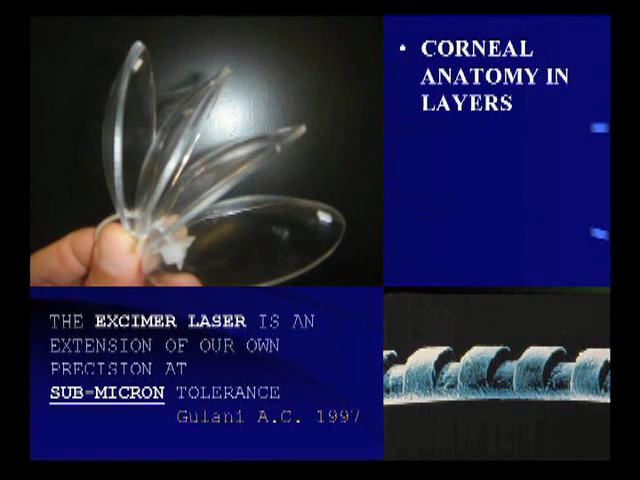 • CORNEAL
ANATOMY IN
LAYERS
THE EXCIMER LASER IS AN
EXTENSION OF OUR OWN
PRECISION AT
SUB-MICRON TOLERANCE
Gulani A.C. 1997